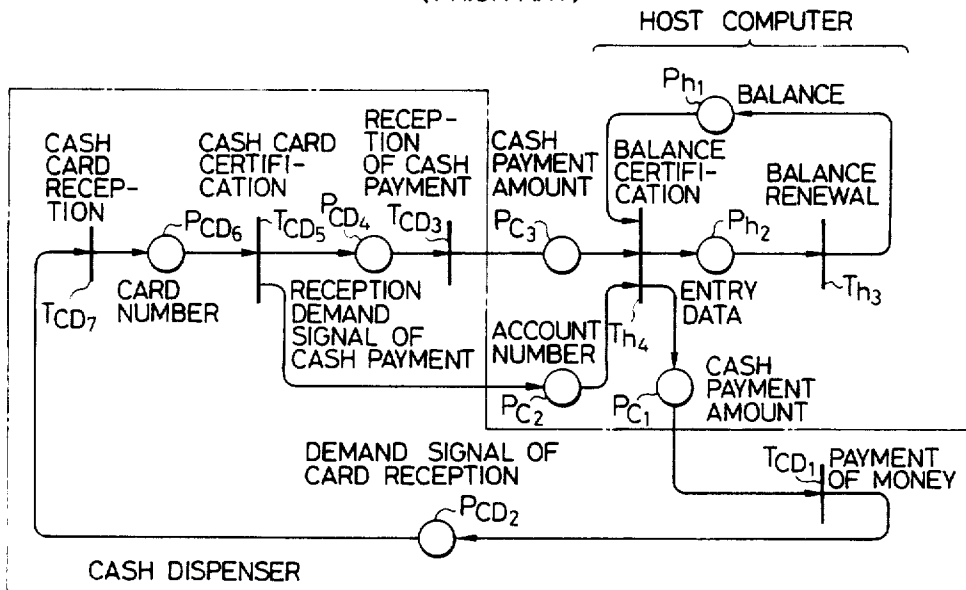 HOST COMPUTER
Ph1
BALANCE
CASH
CARD
RECEP-
TION
CASH CARD
CERTIFI-
CATION
RECEP-
TION
OF CASH
PAYMENT
CASH
PAYMENT
AMOUNT
BALANCE
CERTIFI-
CATION
BALANCE
RENEWAL
PCD6
TCD5
PCD4
TCD3
PC3
Ph2
TCD7
CARD
NUMBER
RECEPTION
DEMAND
SIGNAL OF
CASH PAYMENT
ACCOUNT
NUMBER
Th4
ENTRY
DATA
Th3
PC2
PC1
CASH
PAYMENT
AMOUNT
DEMAND SIGNAL OF
CARD RECEPTION
TCD1
PAYMENT
OF MONEY
PCD2
CASH DISPENSER